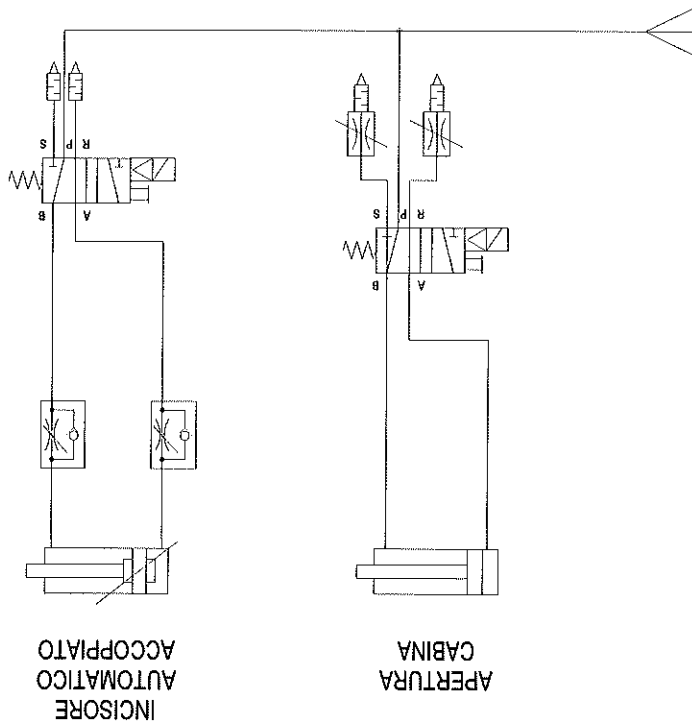 APERTURA
CABINA
INCISORE
AUTOMATICO
ACCOPPIATO
A B
R P S
A B
R P S